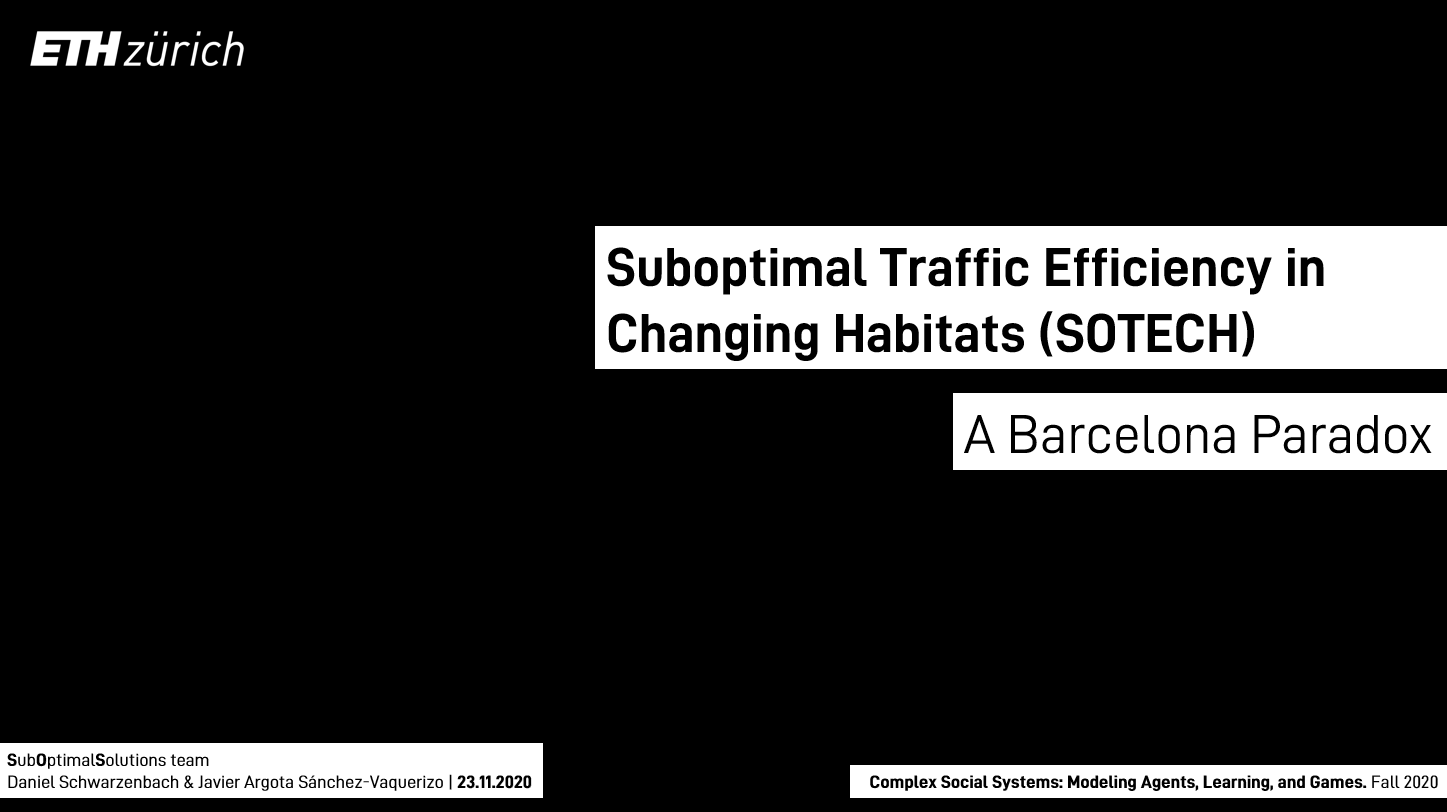 ETH zürich
Suboptimal Traffic Efficiency in
Changing Habitats (SOTECH)
A Barcelona Paradox
SubOptimalSolutions team
Daniel Schwarzenbach & Javier Argota Sánchez-Vaquerizo | 23.11.2020
Complex Social Systems: Modeling Agents, Learning, and Games. Fall 2020